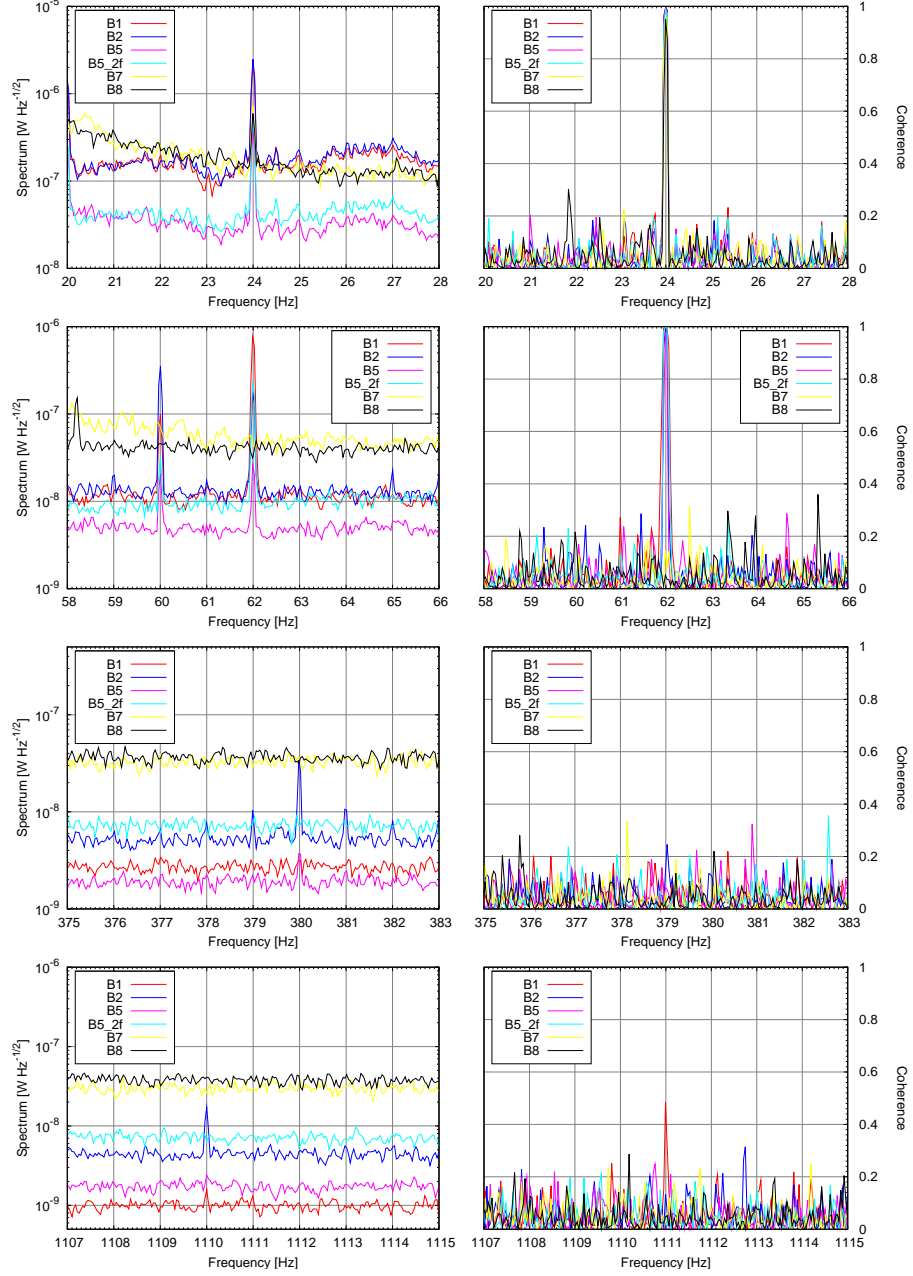 10^-5
10^-6
10^-7
10^-8
Spectrum [W Hz^-1/2]
B1
B2
B5
B5_2f
B7
B8
20 21 22 23 24 25 26 27 28
Frequency [Hz]
B1
B2
B5
B5_2f
B7
B8
1
0.8
0.6
0.4
0.2
0
Coherence
20 21 22 23 24 25 26 27 28
Frequency [Hz]
10^-6
10^-7
10^-8
10^-9
Spectrum [W Hz^-1/2]
B1
B2
B5
B5_2f
B7
B8
58 59 60 61 62 63 64 65 66
Frequency [Hz]
B1
B2
B5
B5_2f
B7
B8
1
0.8
0.6
0.4
0.2
0
Coherence
58 59 60 61 62 63 64 65 66
Frequency [Hz]
10^-7
10^-8
10^-9
Spectrum [W Hz^-1/2]
B1
B2
B5
B5_2f
B7
B8
375 376 377 378 379 380 381 382 383
Frequency [Hz]
B1
B2
B5
B5_2f
B7
B8
1
0.8
0.6
0.4
0.2
0
Coherence
375 376 377 378 379 380 381 382 383
Frequency [Hz]
10^-6
10^-7
10^-8
10^-9
Spectrum [W Hz^-1/2]
B1
B2
B5
B5_2f
B7
B8
1107 1108 1109 1110 1111 1112 1113 1114 1115
Frequency [Hz]
B1
B2
B5
B5_2f
B7
B8
1
0.8
0.6
0.4
0.2
0
Coherence
1107 1108 1109 1110 1111 1112 1113 1114 1115
Frequency [Hz]